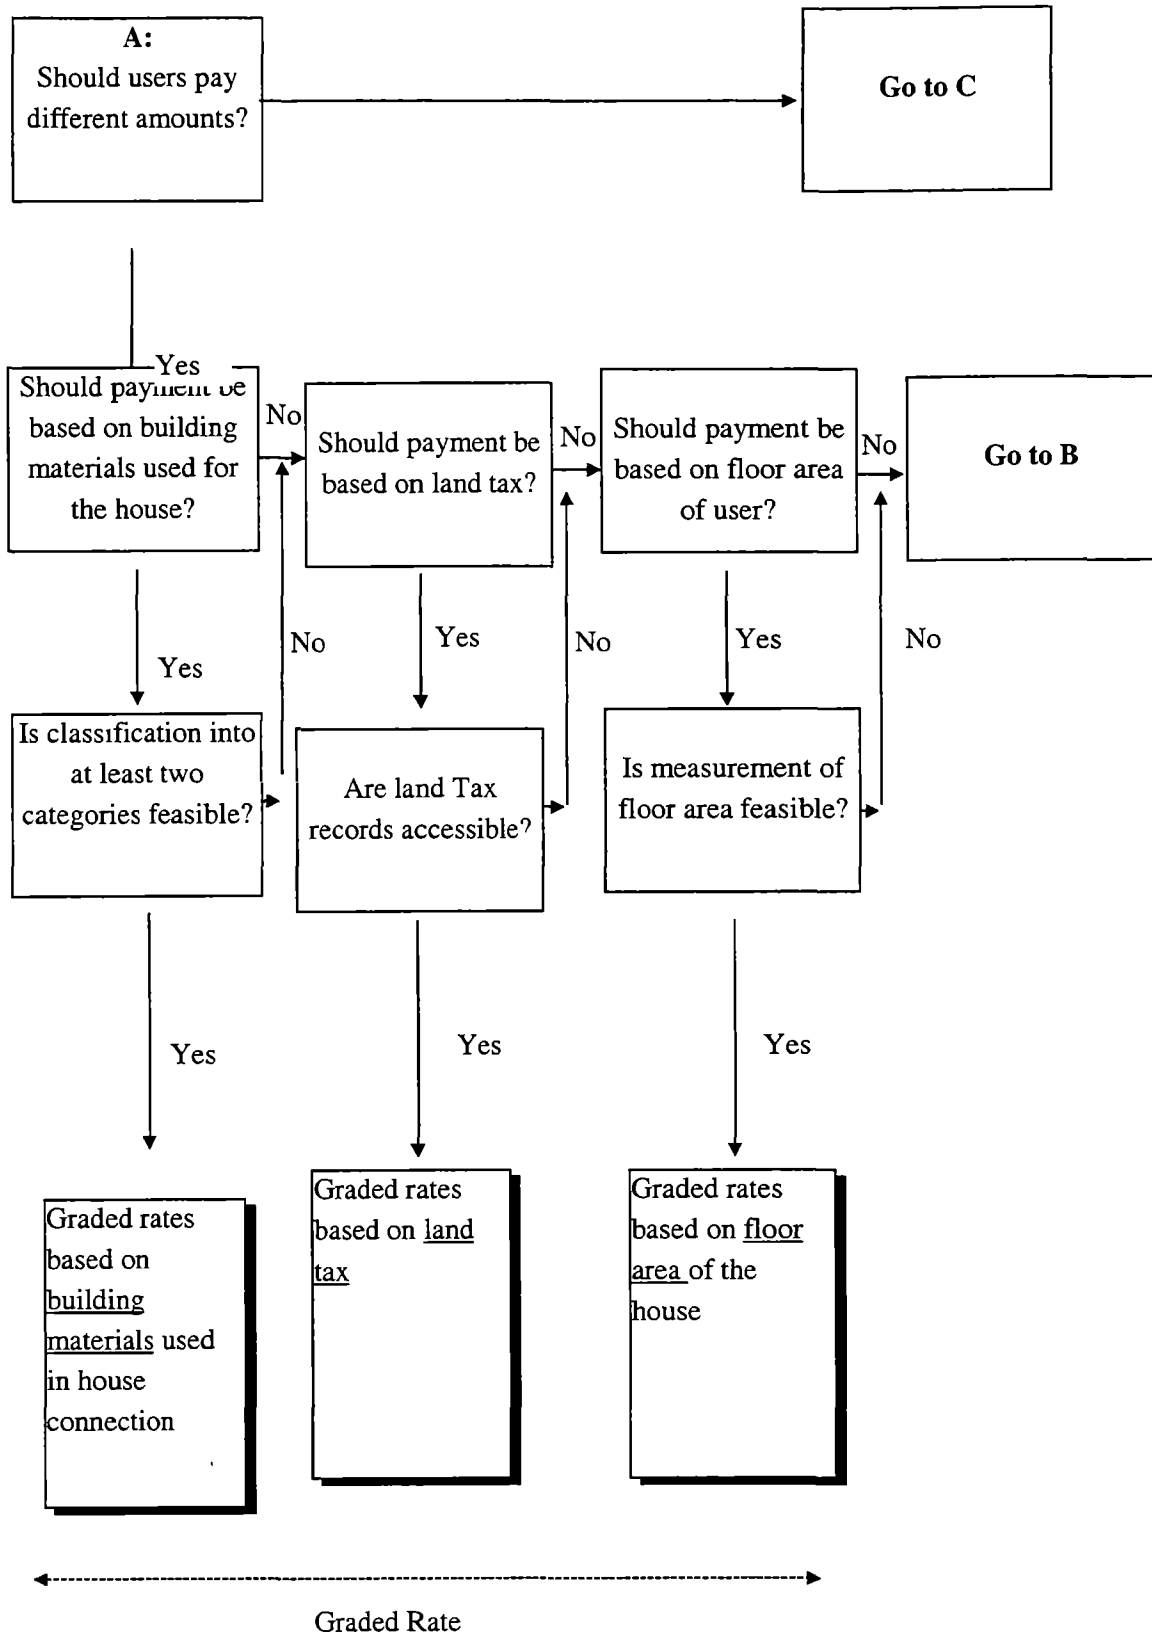 A:
Should users pay
different amounts?
Go to C
Yes
Should payment be
based on building
materials used for
the house?
No
Should payment be
based on land tax?
No
Should payment be
based on floor area
of user?
No
Go to B
Yes
No
Yes
No
Yes
No
Is classification into
at least two
categories feasible?
Are land Tax
records accessible?
Is measurement of
floor area feasible?
Yes
Yes
Yes
Graded rates
based on
building
materials used
in house
connection
Graded rates
based on land
tax
Graded rates
based on floor
area of the
house
Graded Rate